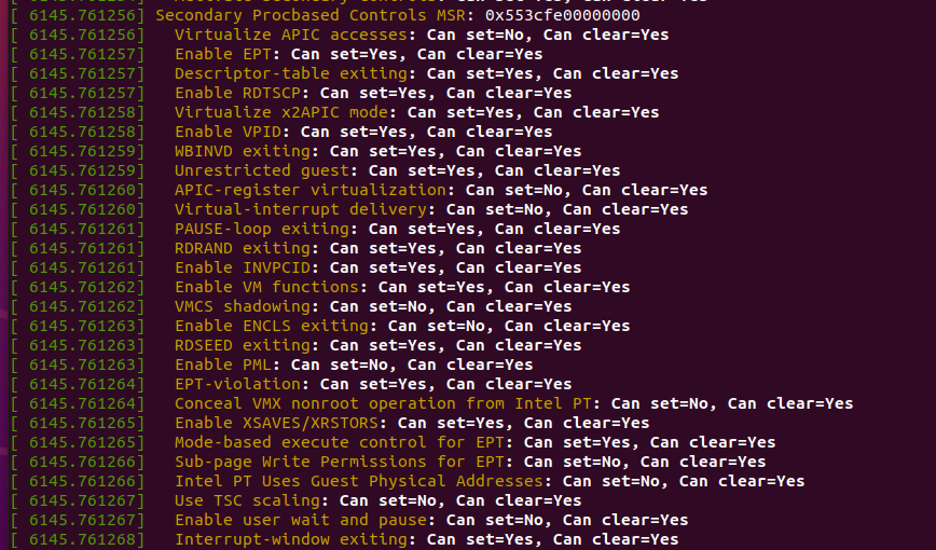 [ 6145.761256] Secondary Procbased Controls MSR: 0x553cfe00000000
[ 6145.761256]   Virtualize APIC accesses: Can set=No, Can clear=Yes
[ 6145.761257]   Enable EPT: Can set=Yes, Can clear=Yes
[ 6145.761257]   Descriptor-table exiting: Can set=Yes, Can clear=Yes
[ 6145.761257]   Enable RDTSCP: Can set=Yes, Can clear=Yes
[ 6145.761258]   Virtualize x2APIC mode: Can set=Yes, Can clear=Yes
[ 6145.761258]   Enable VPID: Can set=Yes, Can clear=Yes
[ 6145.761259]   WBINVD exiting: Can set=Yes, Can clear=Yes
[ 6145.761259]   Unrestricted guest: Can set=Yes, Can clear=Yes
[ 6145.761260]   APIC-register virtualization: Can set=No, Can clear=Yes
[ 6145.761260]   Virtual-interrupt delivery: Can set=No, Can clear=Yes
[ 6145.761261]   PAUSE-loop exiting: Can set=Yes, Can clear=Yes
[ 6145.761261]   RDRAND exiting: Can set=Yes, Can clear=Yes
[ 6145.761261]   Enable INVPCID: Can set=Yes, Can clear=Yes
[ 6145.761262]   Enable VM functions: Can set=Yes, Can clear=Yes
[ 6145.761262]   VMCS shadowing: Can set=No, Can clear=Yes
[ 6145.761263]   Enable ENCLS exiting: Can set=No, Can clear=Yes
[ 6145.761263]   RDSEED exiting: Can set=Yes, Can clear=Yes
[ 6145.761263]   Enable PML: Can set=No, Can clear=Yes
[ 6145.761264]   EPT-violation: Can set=Yes, Can clear=Yes
[ 6145.761264]   Conceal VMX nonroot operation from Intel PT: Can set=No, Can clear=Yes
[ 6145.761265]   Enable XSAVES/XRSTORS: Can set=Yes, Can clear=Yes
[ 6145.761265]   Mode-based execute control for EPT: Can set=Yes, Can clear=Yes
[ 6145.761266]   Sub-page Write Permissions for EPT: Can set=No, Can clear=Yes
[ 6145.761266]   Intel PT Uses Guest Physical Addresses: Can set=No, Can clear=Yes
[ 6145.761267]   Use TSC scaling: Can set=No, Can clear=Yes
[ 6145.761267]   Enable user wait and pause: Can set=No, Can clear=Yes
[ 6145.761268]   Interrupt-window exiting: Can set=Yes, Can clear=Yes